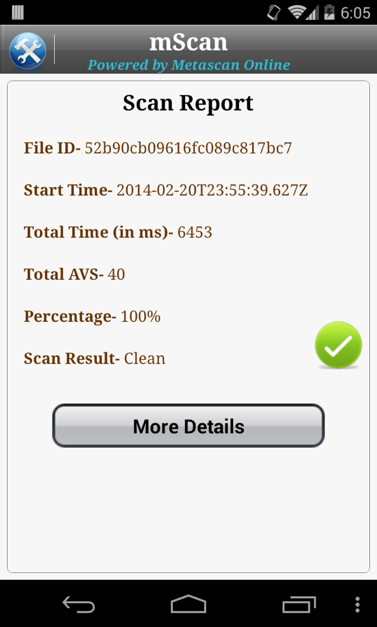 6:05
mScan
Powered by Metascan Online
Scan Report
File ID- 52b90cb09616fc089c817bc7
Start Time- 2014-02-20T23:55:39.627Z
Total Time (in ms)- 6453
Total AVS- 40
Percentage- 100%
Scan Result- Clean
More Details